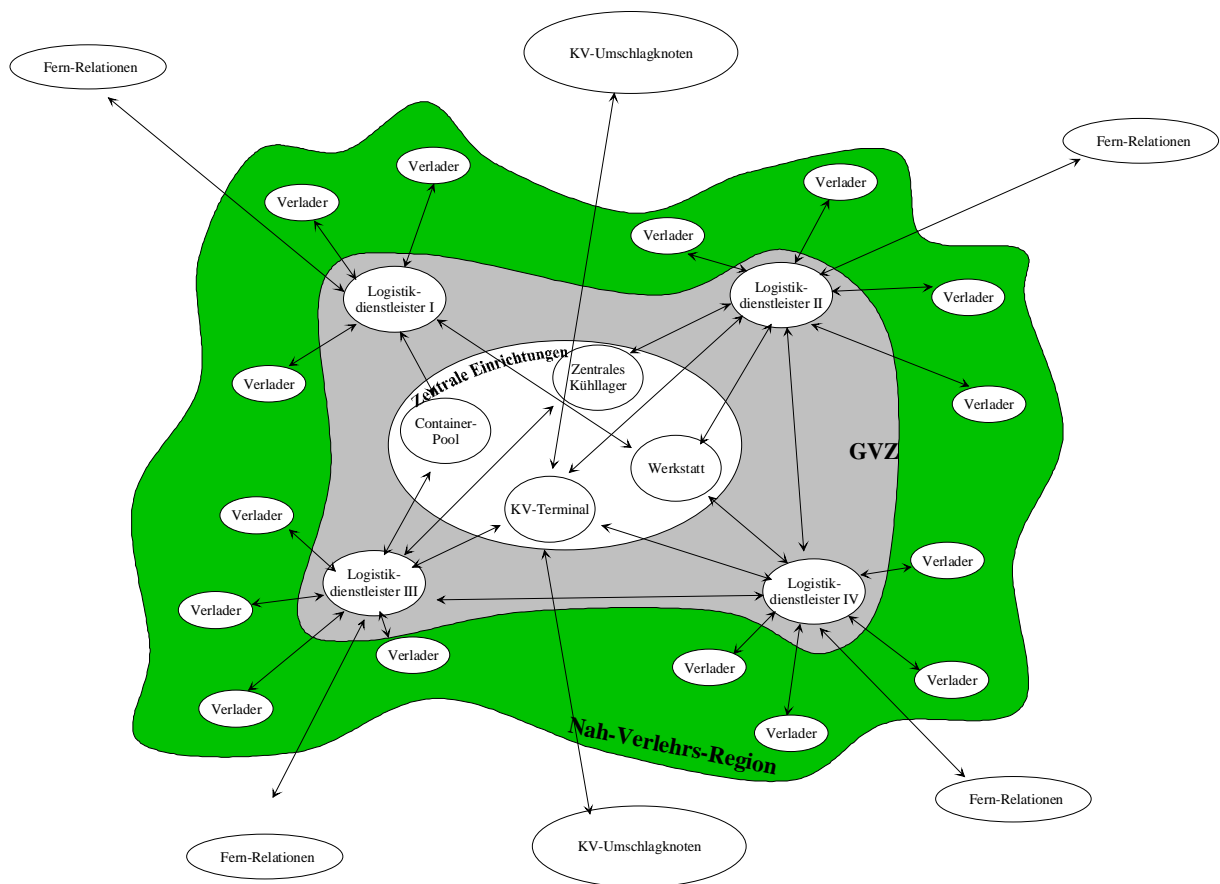 KV-Umschlagknoten
Fern-Relationen
Fern-Relationen
Verlader
Verlader
Verlader
Verlader
Logistik-
dienstleister I
Logistik-
dienstleister II
Verlader
Zentrale Einrichtungen
Zentrales
Kühllager
Verlader
Verlader
Container-
Pool
GVZ
Werkstatt
KV-Terminal
Verlader
Verlader
Logistik-
dienstleister III
Logistik-
dienstleister IV
Verlader
Verlader
Verlader
Verlader
Verlader
Verlader
Nah-Verlehrs-Region
Fern-Relationen
KV-Umschlagknoten
Fern-Relationen
Verlader